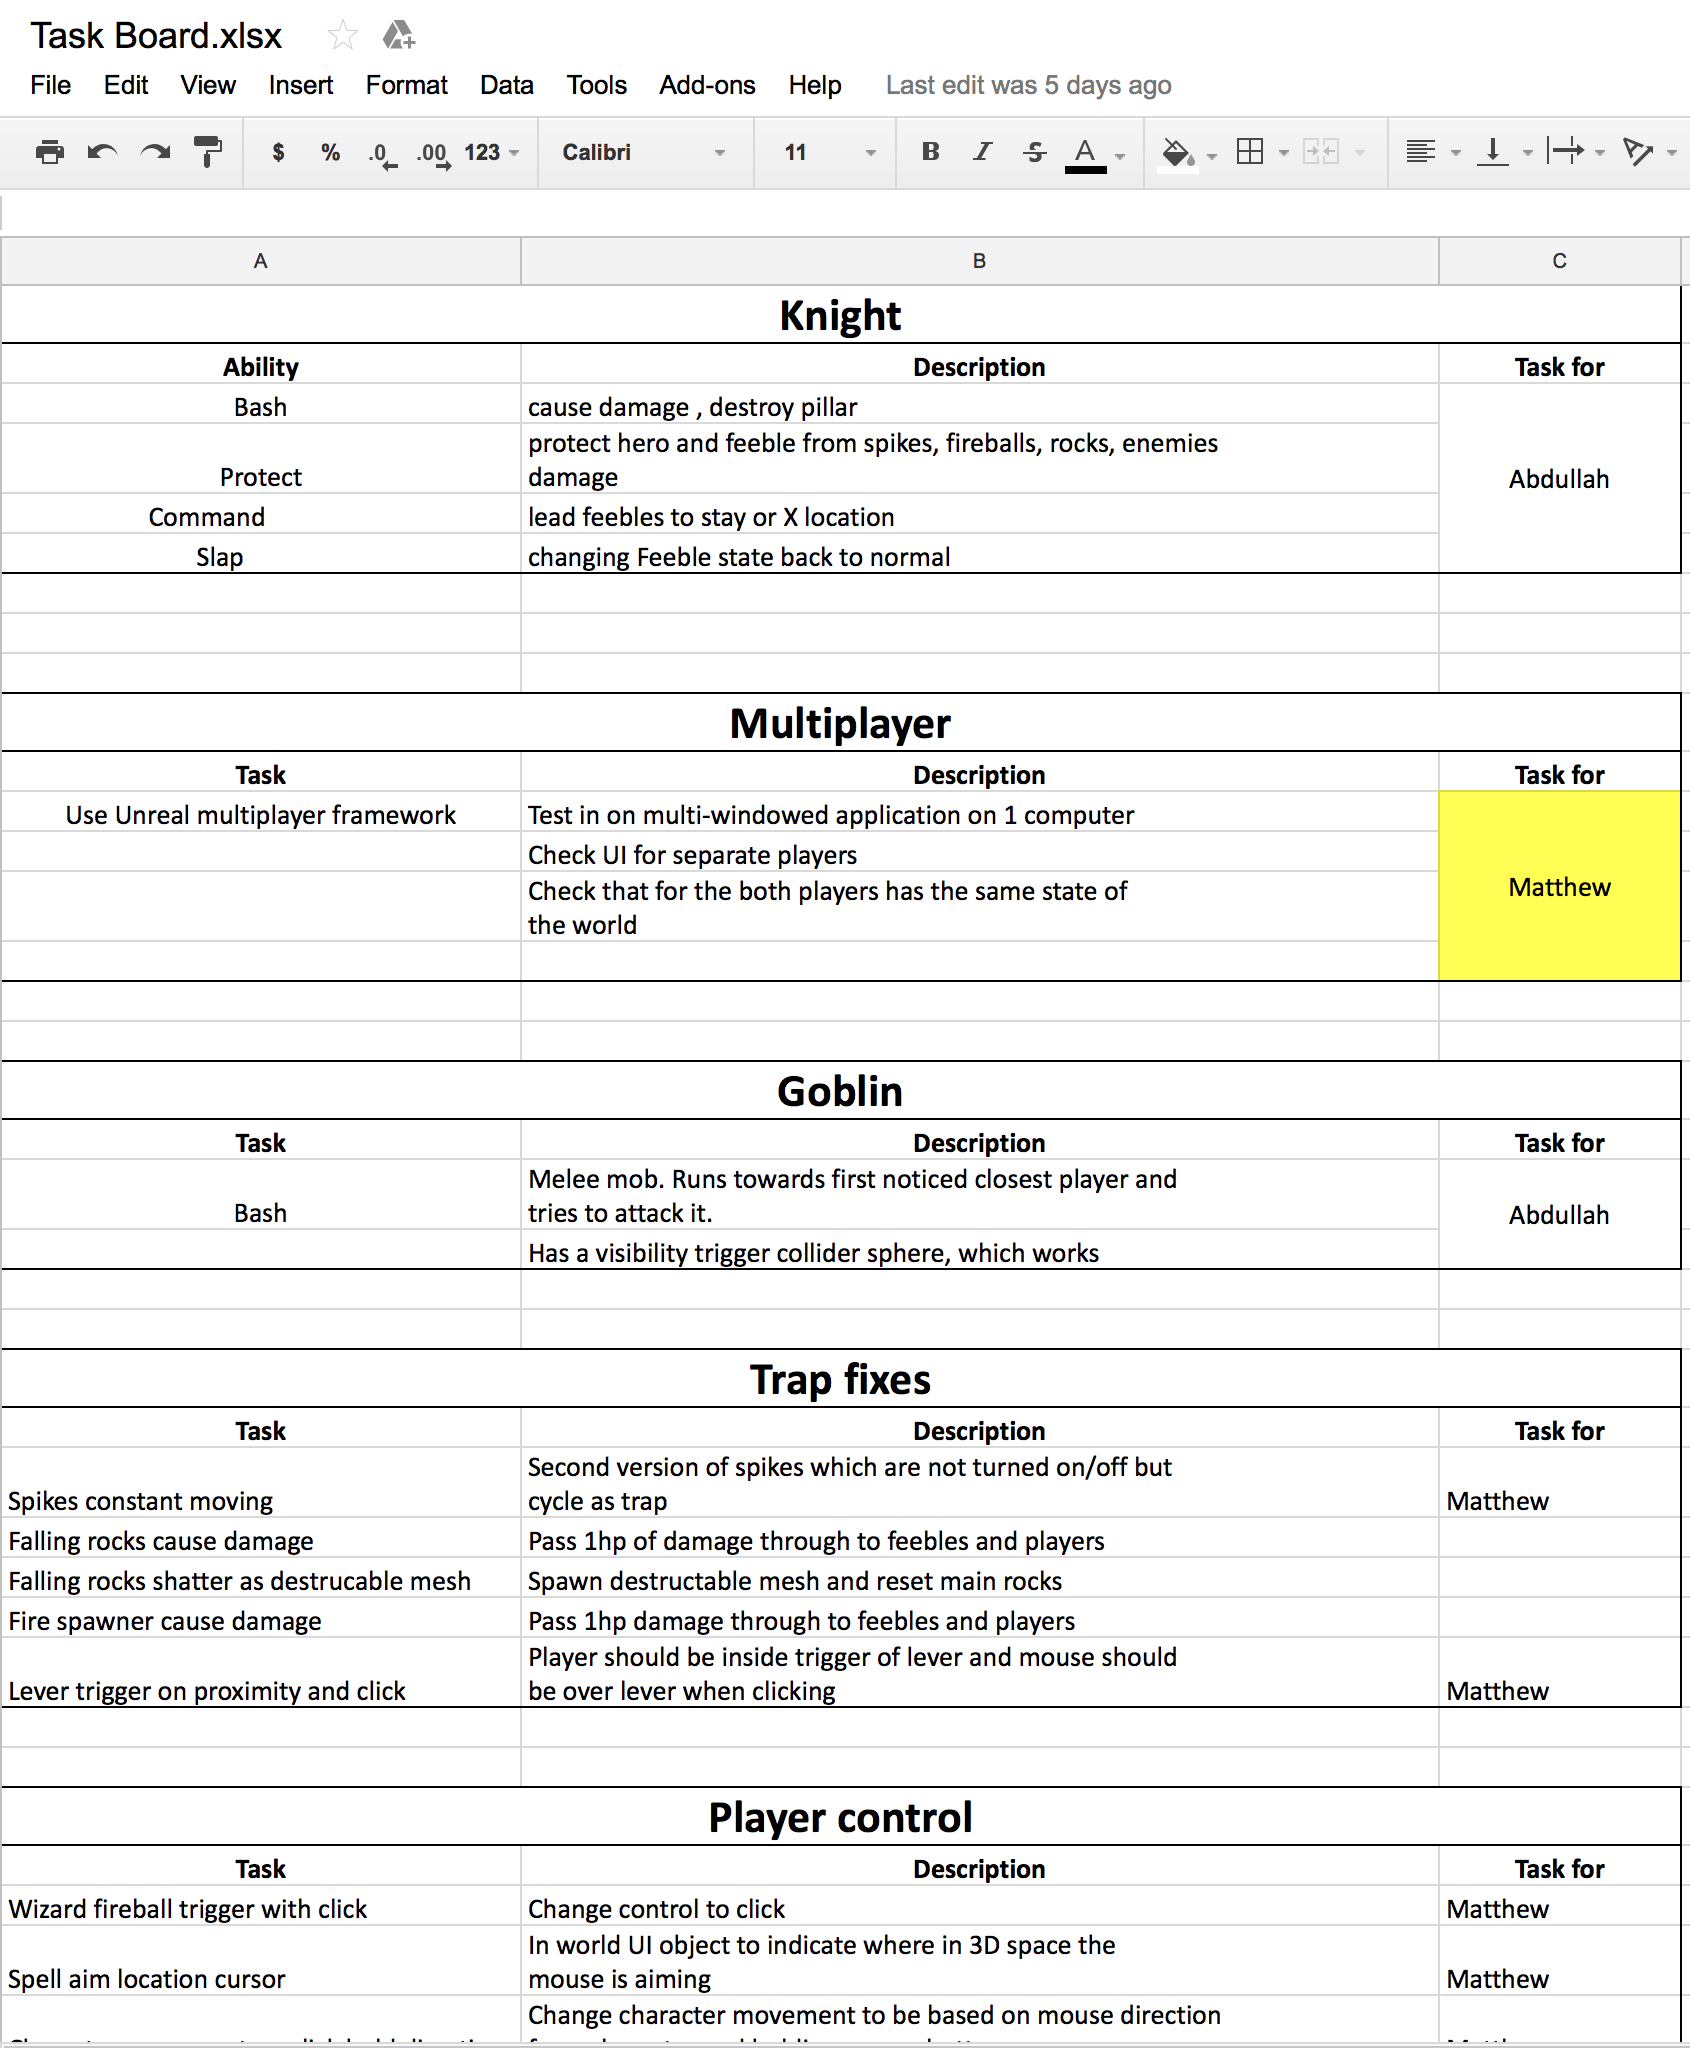 Task Board.xlsx
File Edit View Insert Format Data Tools Add-ons Help Last edit was 5 days ago
$ % .0 .00 123 Calibri 11 B I S A
A B C
Knight
Ability Description Task for
Bash cause damage , destroy pillar
protect hero and feeble from spikes, fireballs, rocks, enemies
Protect damage Abdullah
Command lead feebles to stay or X location
Slap changing Feeble state back to normal
Multiplayer
Task Description Task for
Use Unreal multiplayer framework Test in on multi-windowed application on 1 computer
Check UI for separate players
Check that for the both players has the same state of Matthew
the world
Goblin
Task Description Task for
Melee mob. Runs towards first noticed closest player and
Bash tries to attack it. Abdullah
Has a visibility trigger collider sphere, which works
Trap fixes
Task Description Task for
Second version of spikes which are not turned on/off but
Spikes constant moving cycle as trap Matthew
Falling rocks cause damage Pass 1hp of damage through to feebles and players
Falling rocks shatter as destrucable mesh Spawn destructable mesh and reset main rocks
Fire spawner cause damage Pass 1hp damage through to feebles and players
Player should be inside trigger of lever and mouse should
Lever trigger on proximity and click be over lever when clicking Matthew
Player control
Task Description Task for
Wizard fireball trigger with click Change control to click Matthew
In world UI object to indicate where in 3D space the
Spell aim location cursor mouse is aiming Matthew
Change character movement to be based on mouse direction